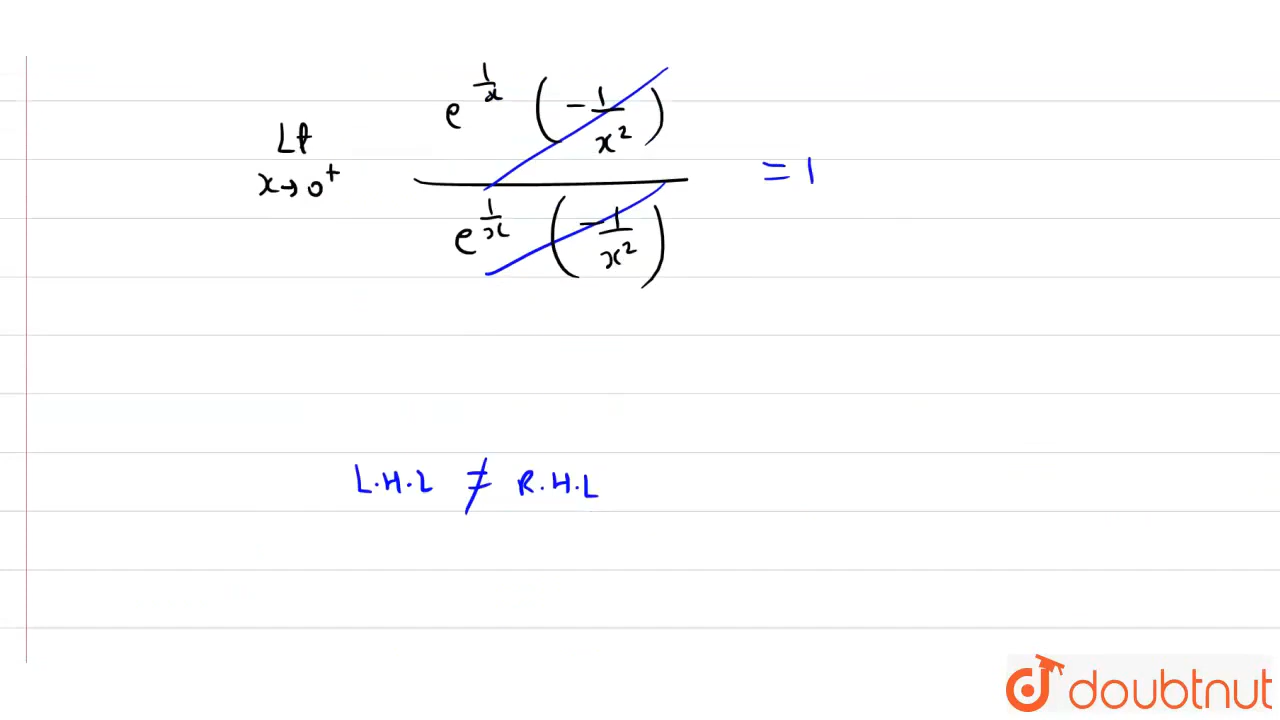 Lt x→0⁺ e^(1/x) (-1/x²) / e^(1/x) (-1/x²) = 1
L.H.L ≠ R.H.L
doubtnut